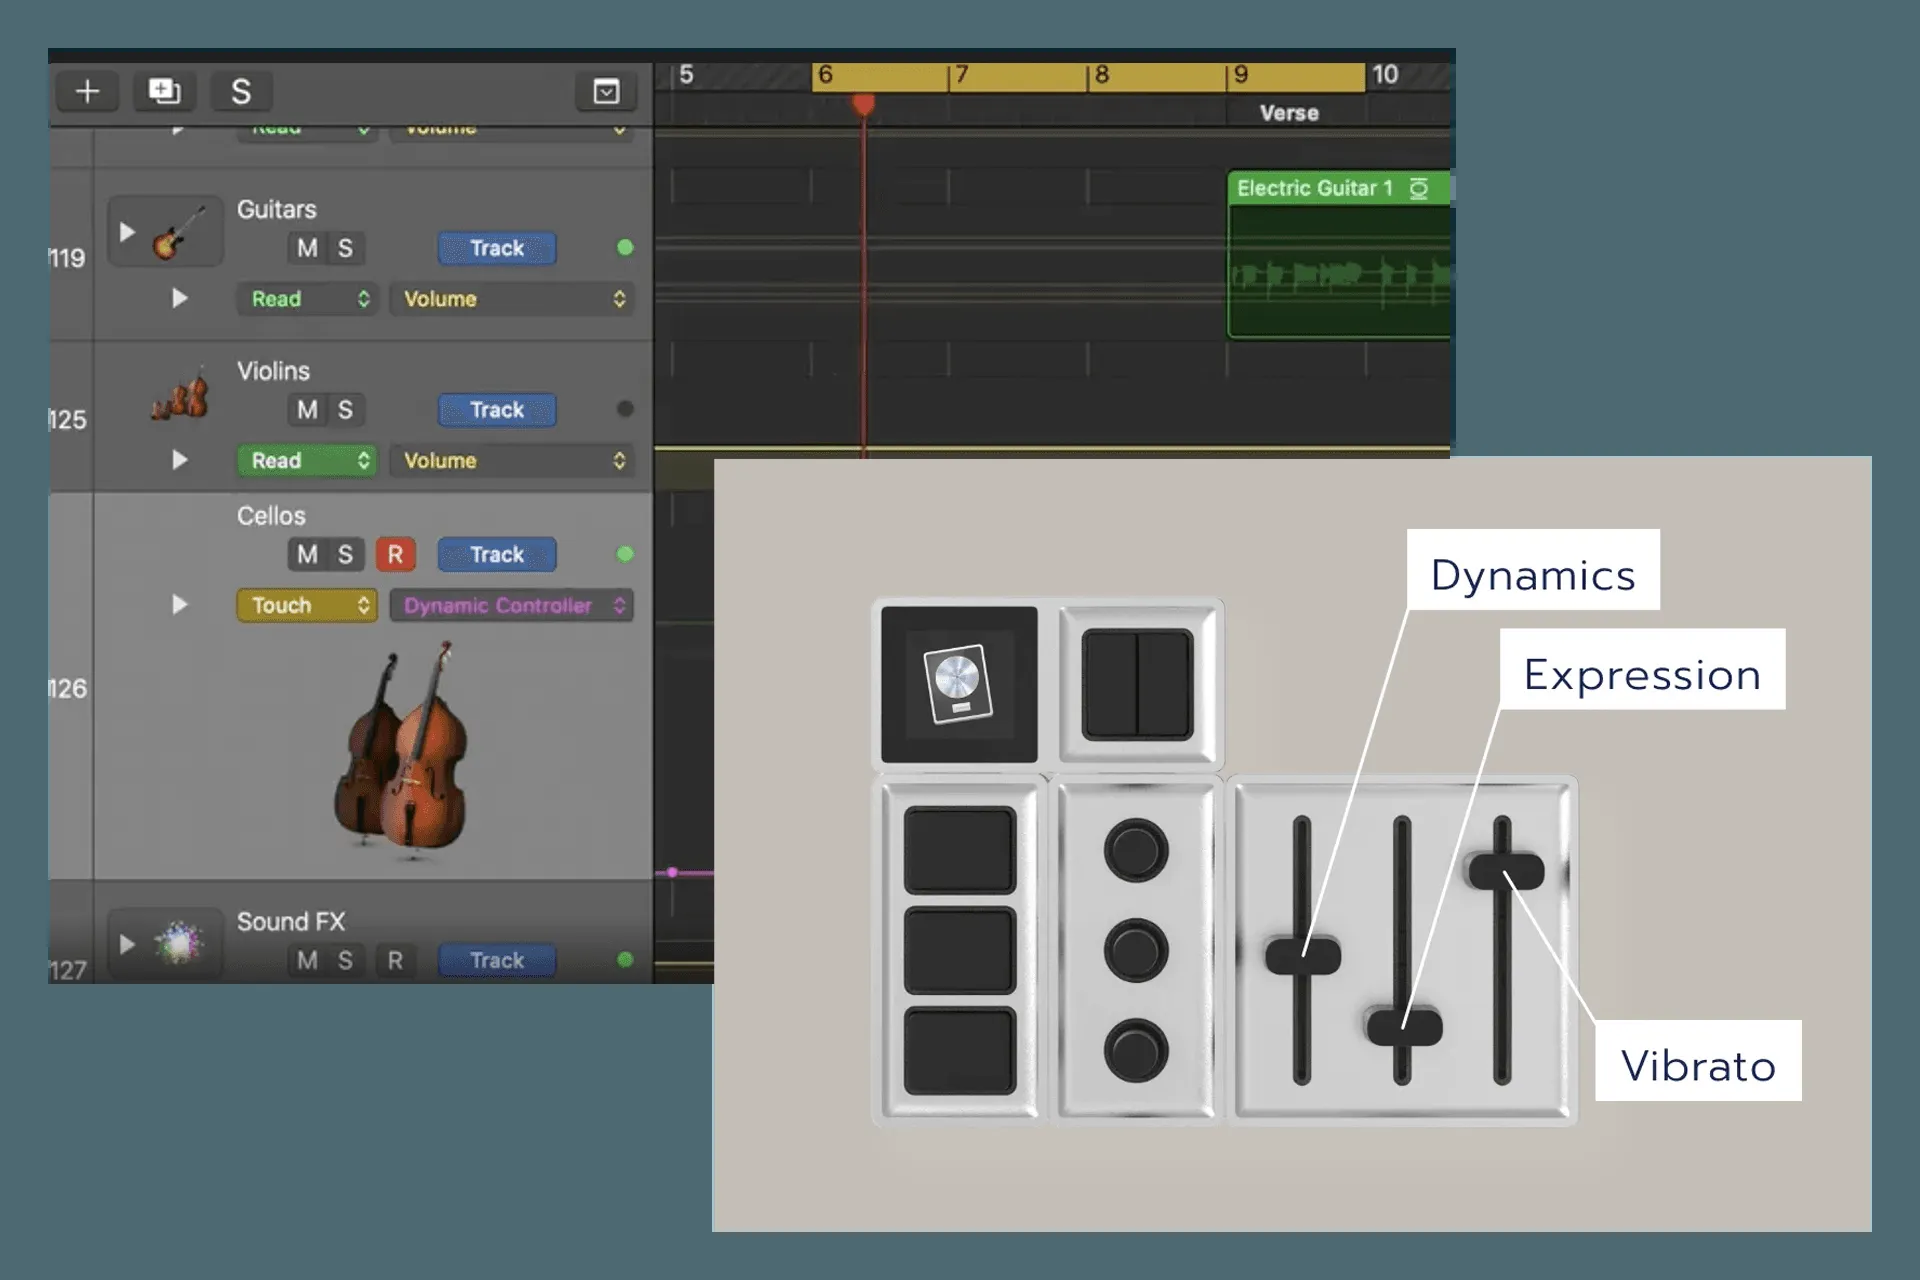 S
5 6 7 8 9 10
Verse
Read Volume
119
Guitars
M S Track
Read Volume
Electric Guitar 1
125
Violins
M S Track
Read Volume
126
Cellos
M S R Track
Touch Dynamic Controller
127
Sound FX
M S R Track
Dynamics
Expression
Vibrato